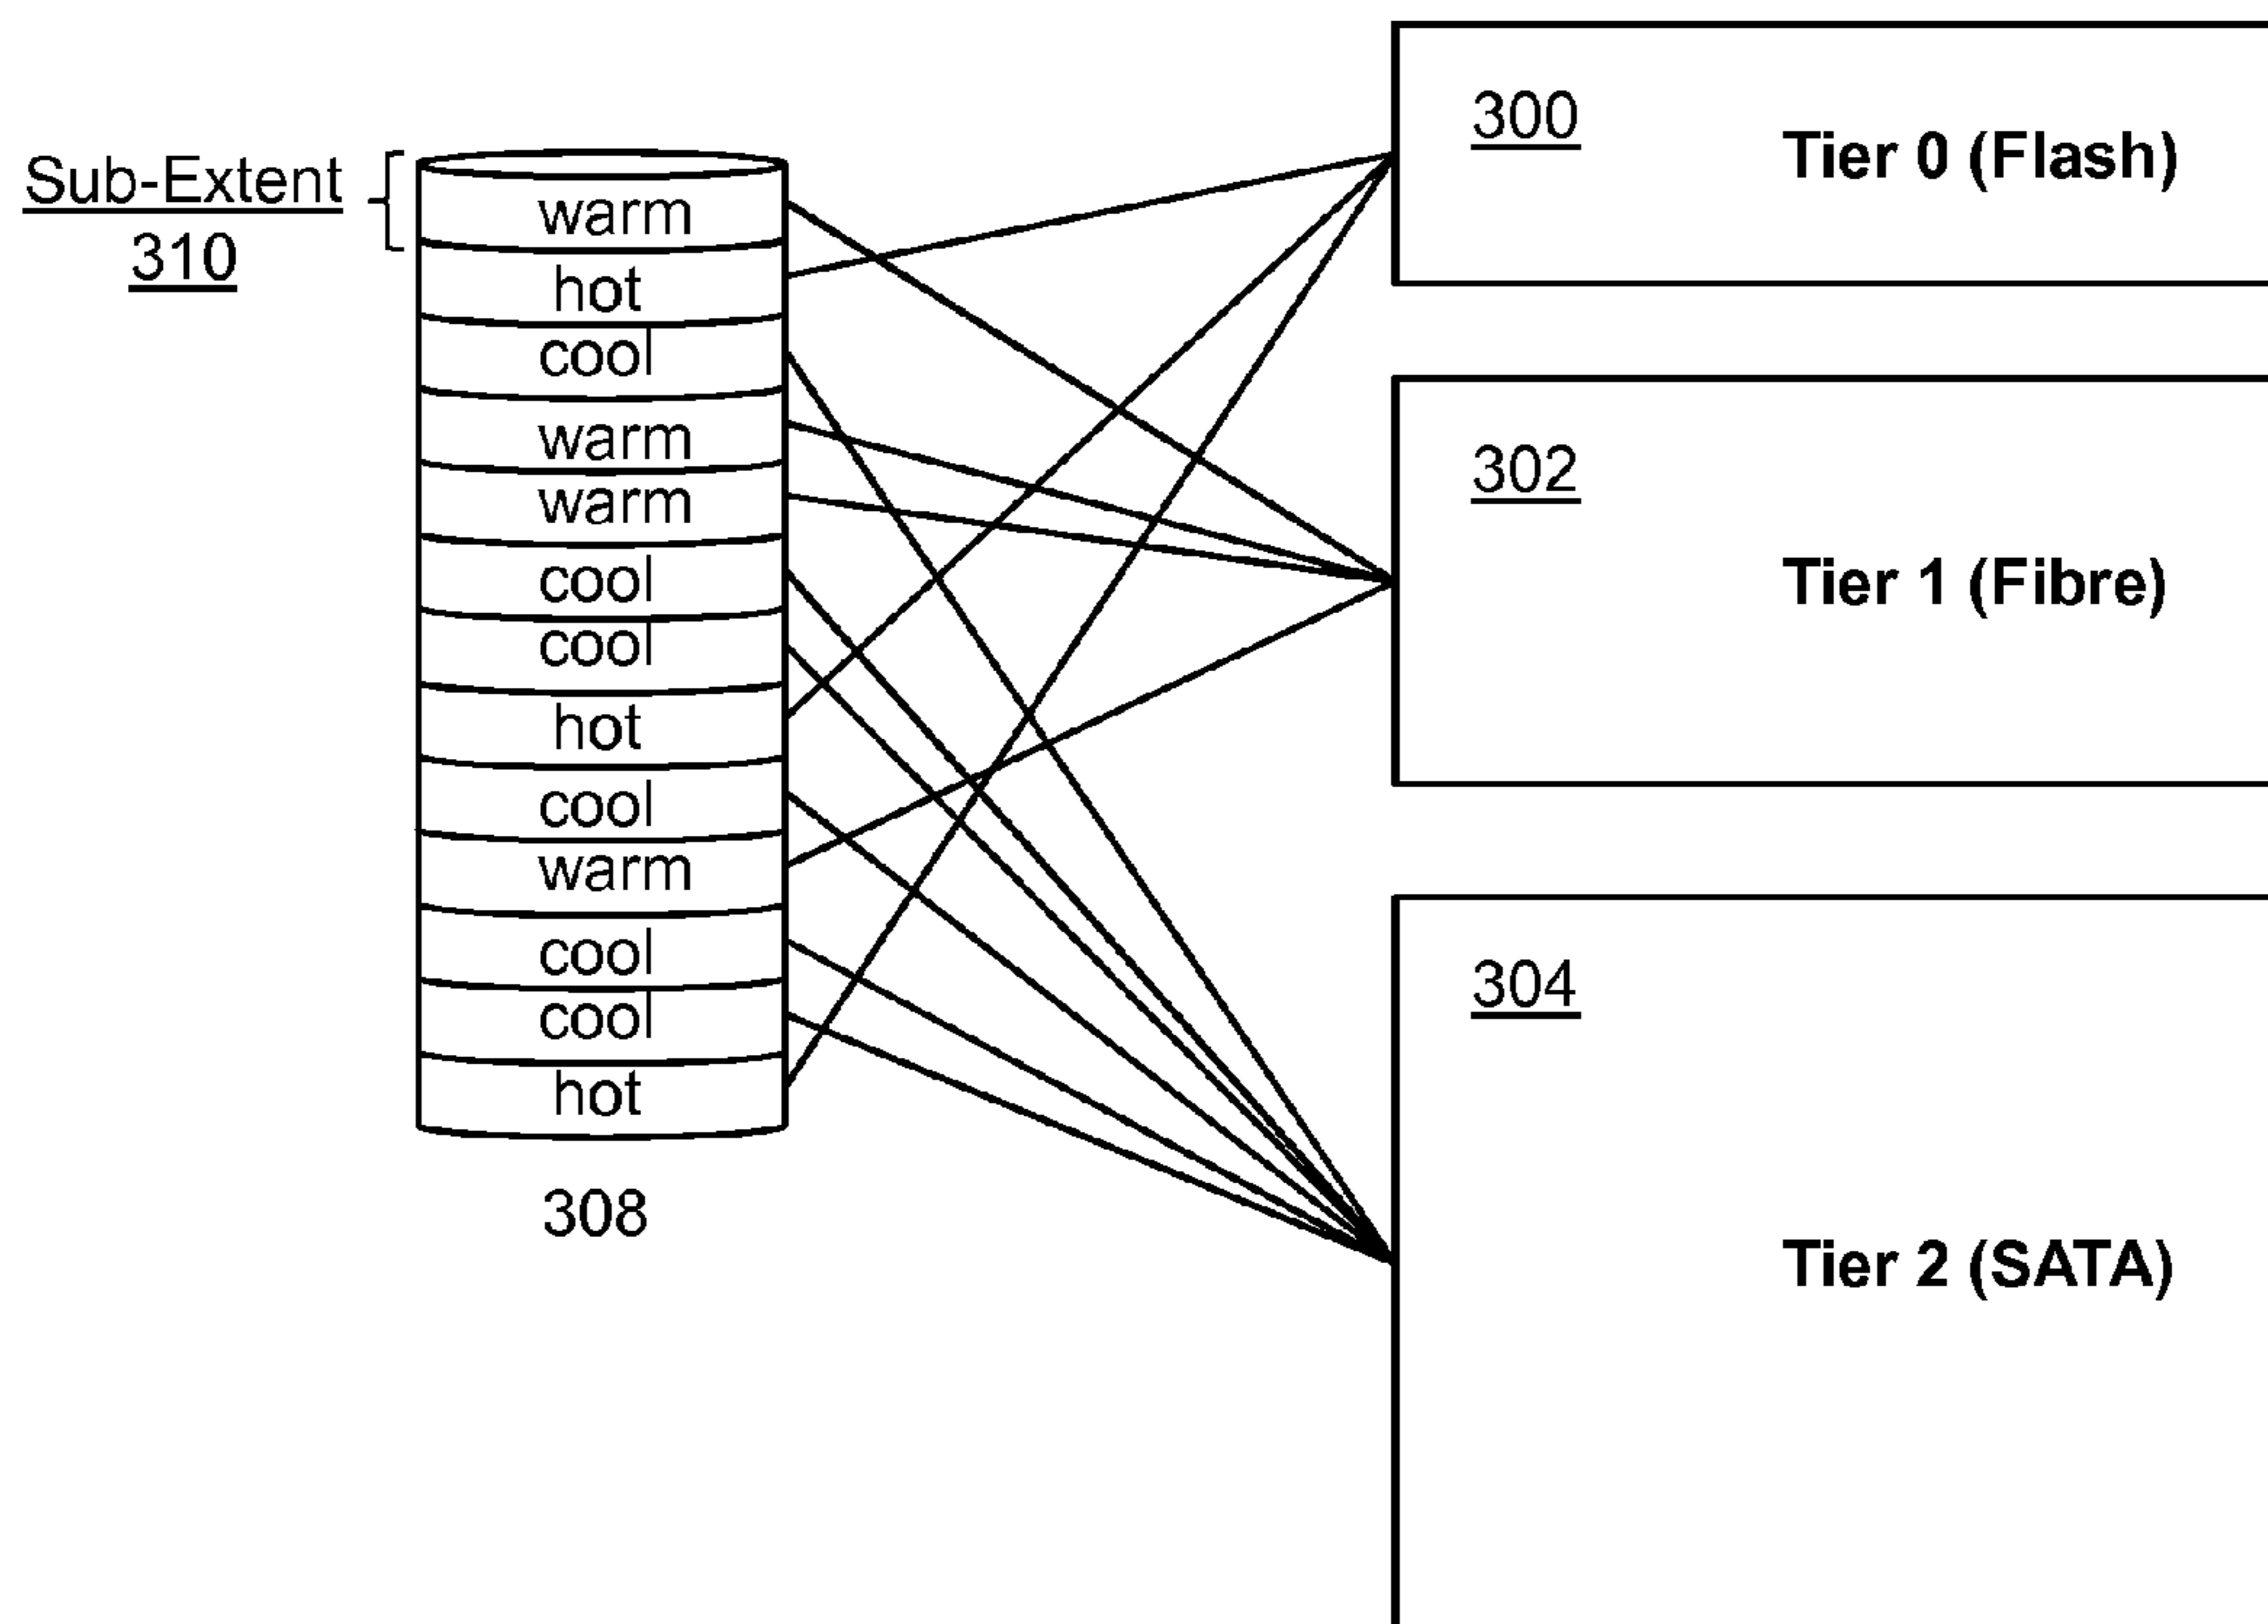 Sub-Extent
310
warm
hot
cool
warm
warm
cool
cool
hot
cool
warm
cool
cool
hot
308
300
Tier 0 (Flash)
302
Tier 1 (Fibre)
304
Tier 2 (SATA)